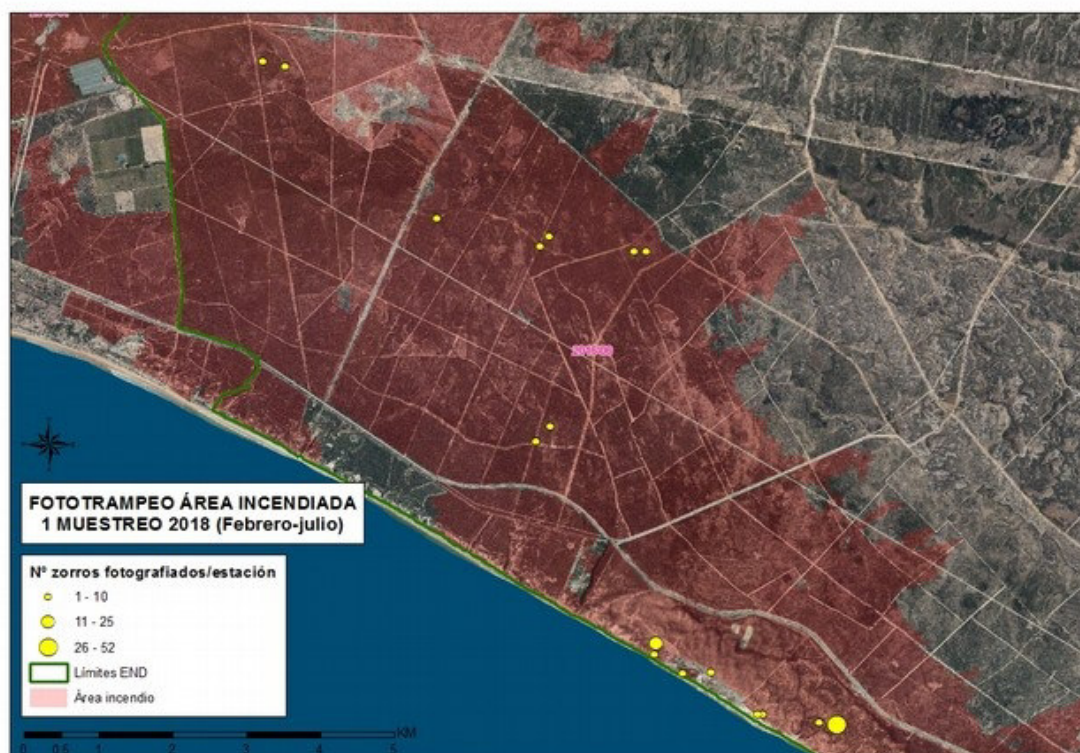 FOTOTRAMPEO ÁREA INCENDIADA
1 MUESTREO 2018 (Febrero-julio)
Nº zorros fotografiados/estación
1 - 10
11 - 25
26 - 52
Límites END
Área incendio
KM
0 0.5 1 2 3 4 5